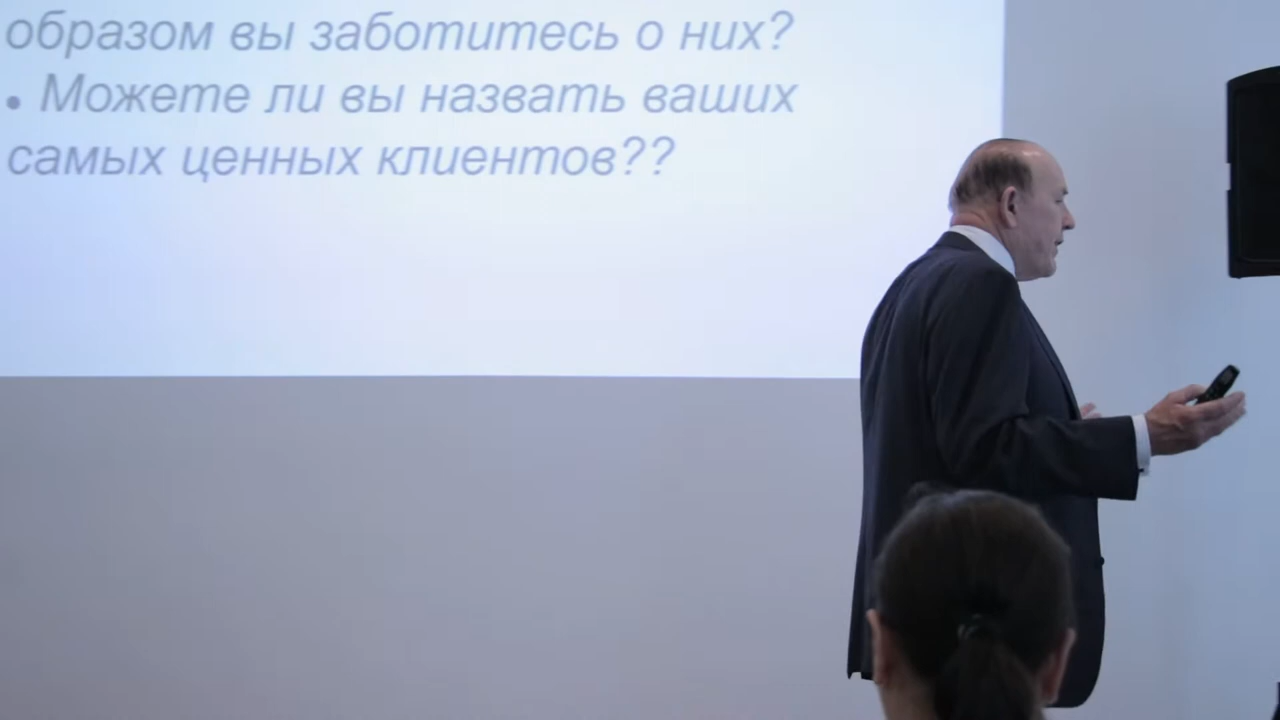 образом вы заботитесь о них?
• Можете ли вы назвать ваших
самых ценных клиентов??